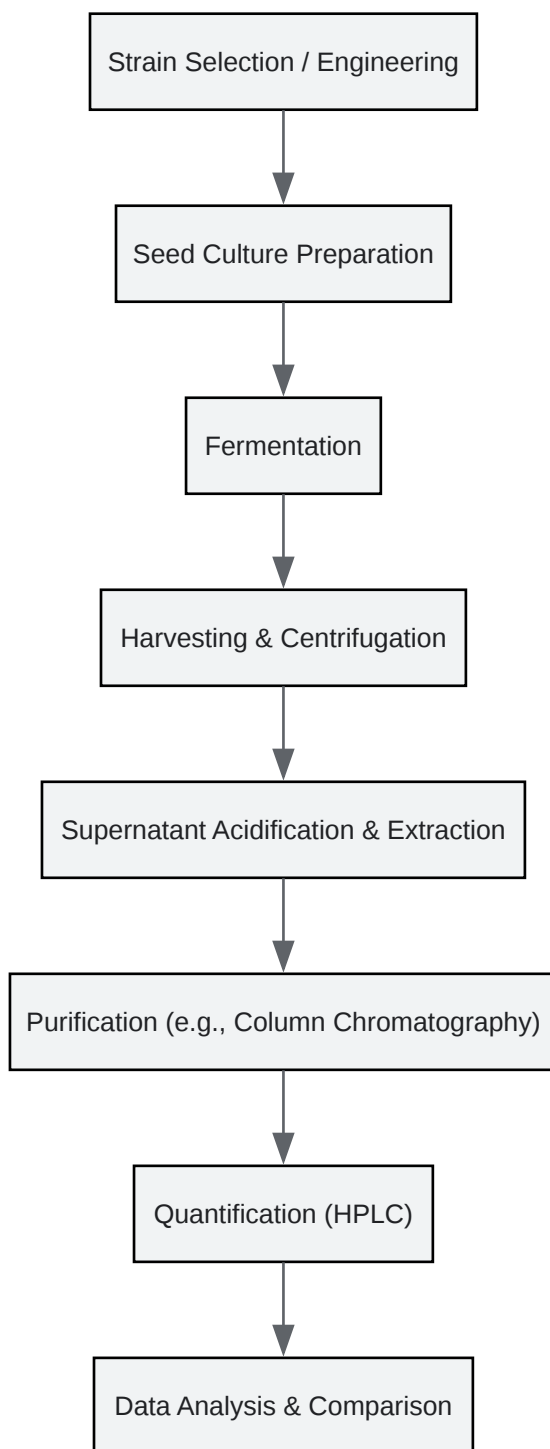 Strain Selection / Engineering
Seed Culture Preparation
Fermentation
Harvesting & Centrifugation
Supernatant Acidification & Extraction
Purification (e.g., Column Chromatography)
Quantification (HPLC)
Data Analysis & Comparison